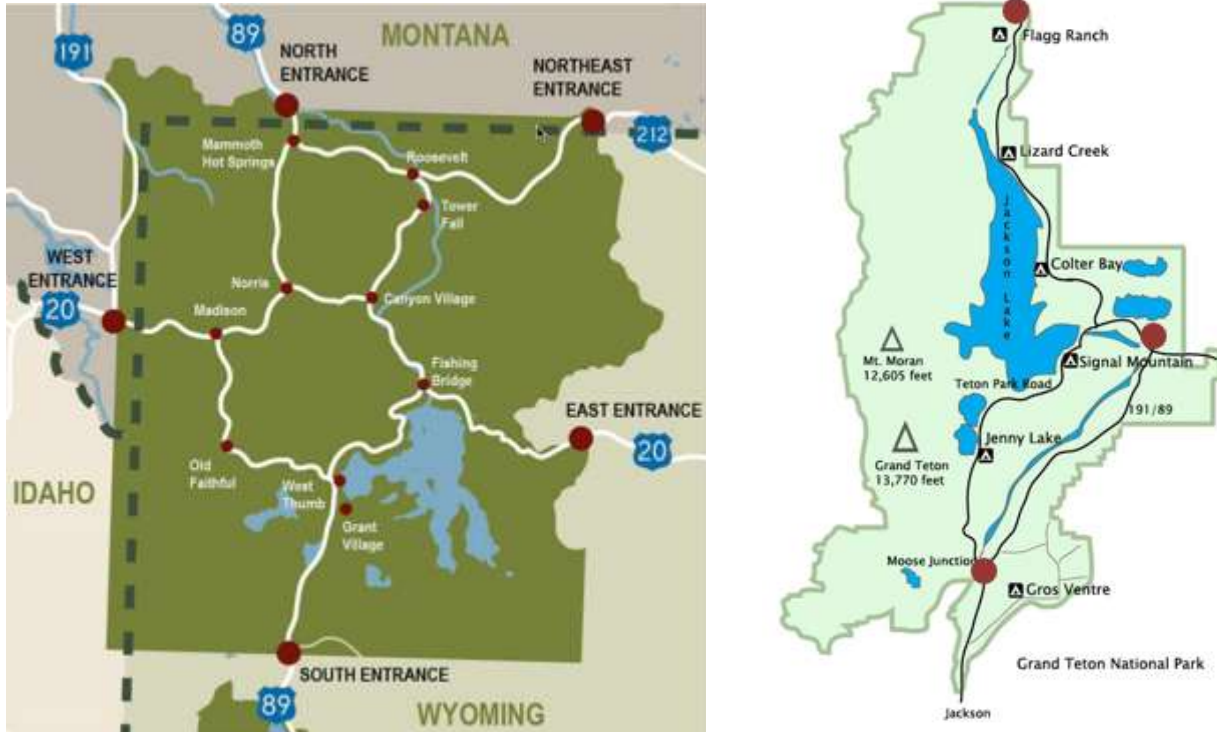 191
89
NORTH
ENTRANCE
MONTANA
NORTHEAST
ENTRANCE
212
Mammoth
Hot Springs
Roosevelt
Tower
Fall
WEST
ENTRANCE
20
Norris
Madison
Canyon Village
Fishing
Bridge
EAST ENTRANCE
20
IDAHO
Old
Faithful
West
Thumb
Grant
Village
SOUTH ENTRANCE
89
WYOMING
Flagg Ranch
Lizard Creek
Jackson Lake
Colter Bay
Mt. Moran
12,605 feet
Signal Mountain
Teton Park Road
191/89
Jenny Lake
Grand Teton
13,770 feet
Moose Junction
Gros Ventre
Grand Teton National Park
Jackson